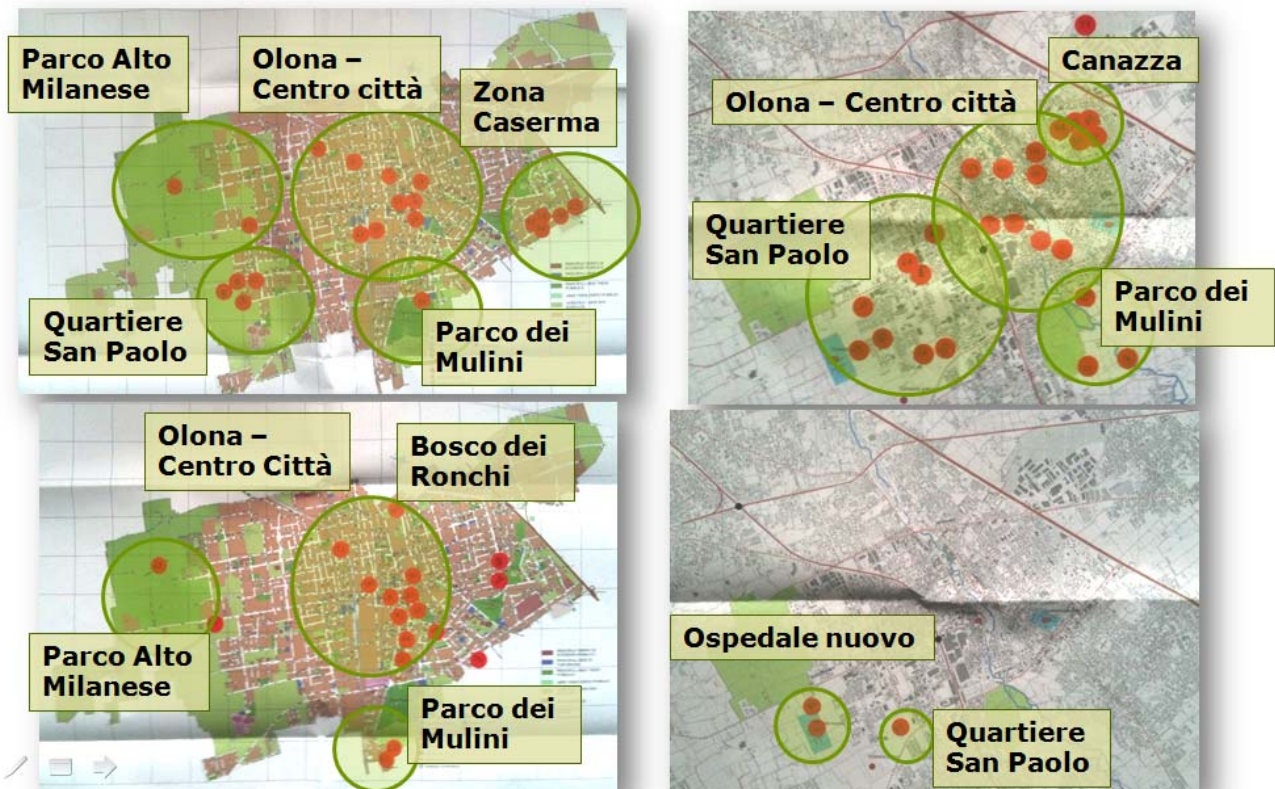 Parco Alto
Milanese
Olona –
Centro città
Zona
Caserma
Quartiere
San Paolo
Parco dei
Mulini
Canazza
Olona – Centro città
Quartiere
San Paolo
Parco dei
Mulini
Olona –
Centro Città
Bosco dei
Ronchi
Parco Alto
Milanese
Parco dei
Mulini
Ospedale nuovo
Quartiere
San Paolo